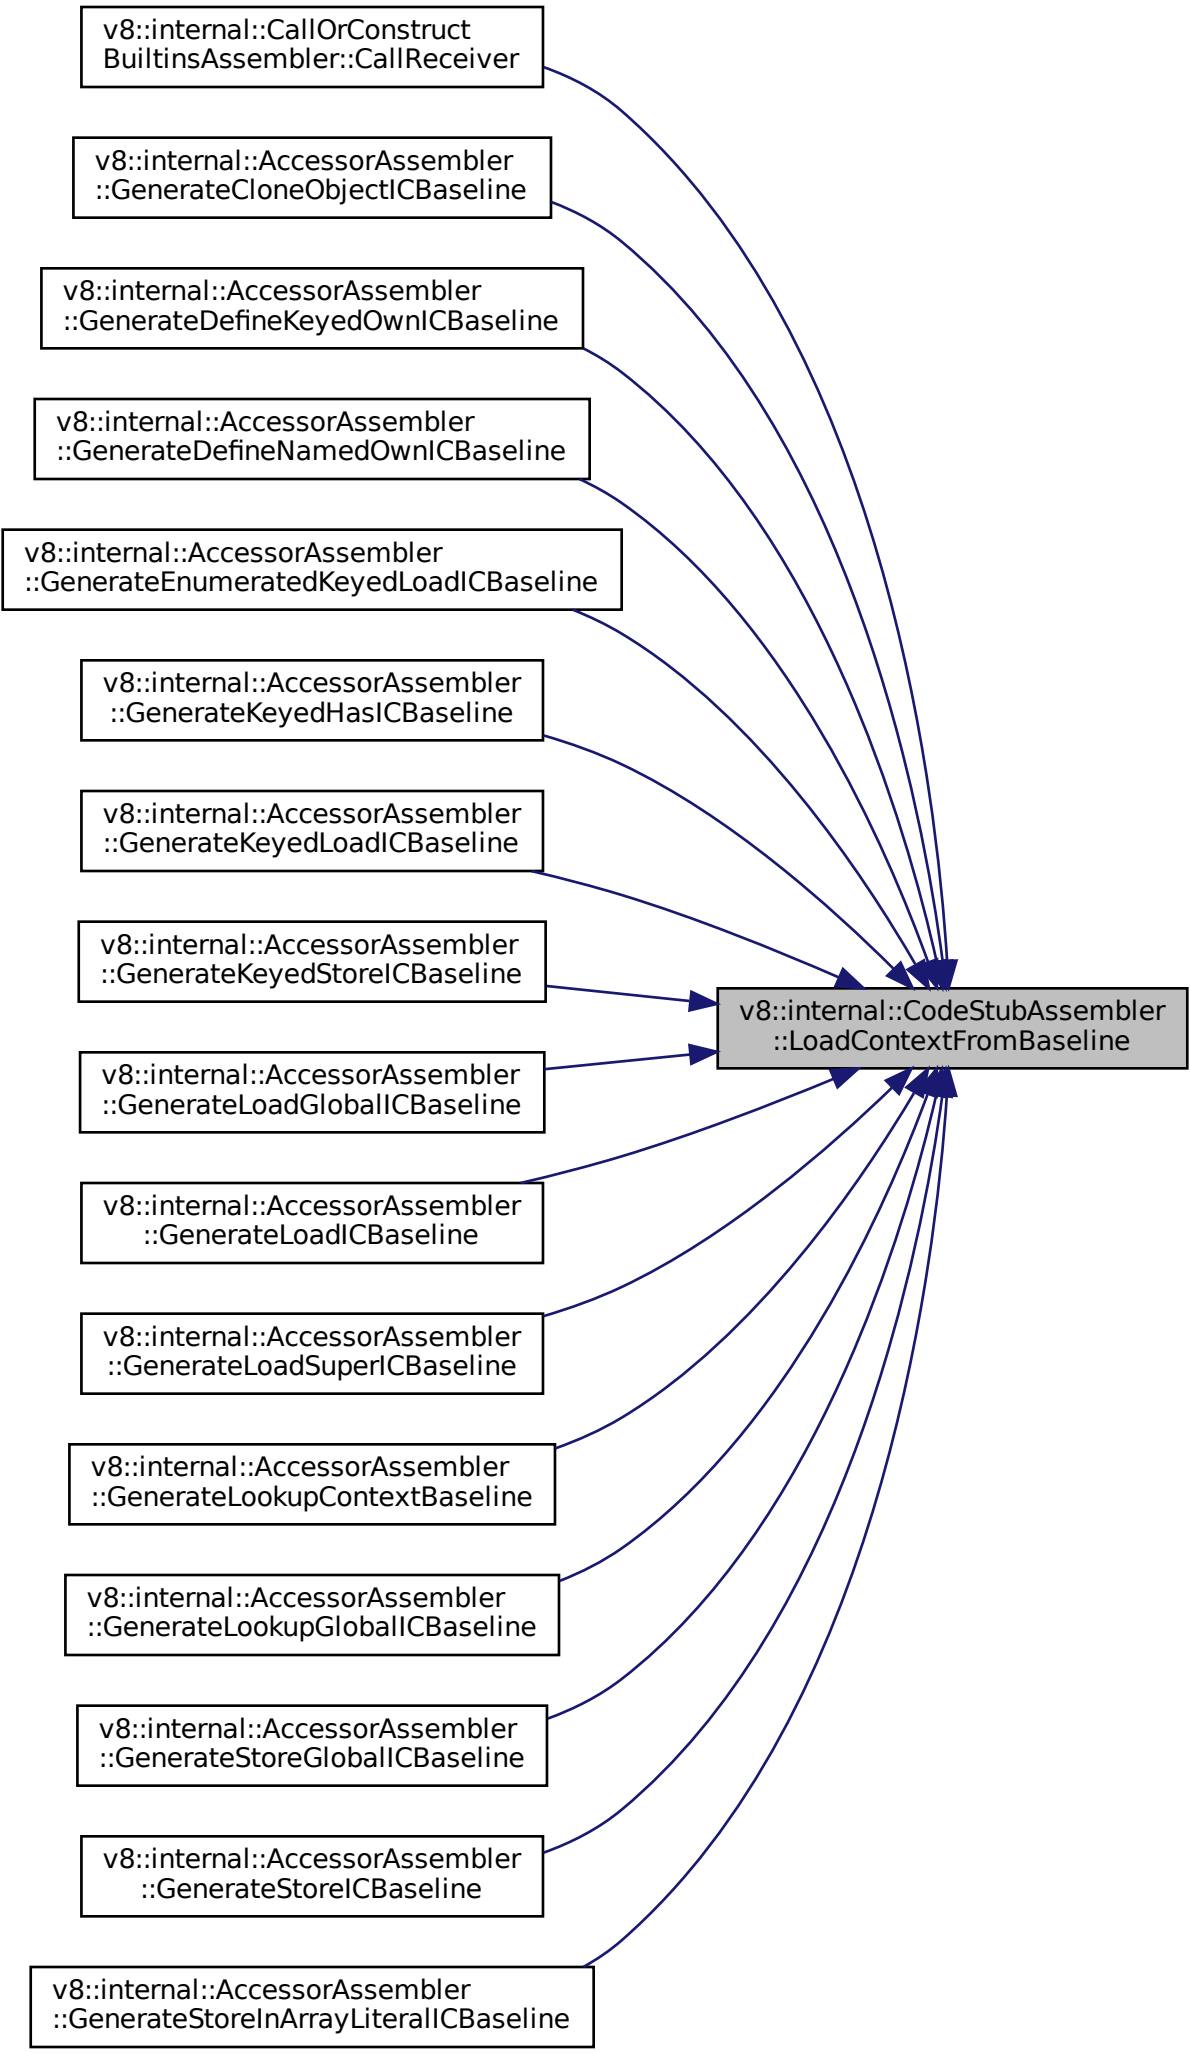 v8::internal::CallOrConstruct
BuiltinsAssembler::CallReceiver
v8::internal::AccessorAssembler
::GenerateCloneObjectICBaseline
v8::internal::AccessorAssembler
::GenerateDefineKeyedOwnICBaseline
v8::internal::AccessorAssembler
::GenerateDefineNamedOwnICBaseline
v8::internal::AccessorAssembler
::GenerateEnumeratedKeyedLoadICBaseline
v8::internal::AccessorAssembler
::GenerateKeyedHasICBaseline
v8::internal::AccessorAssembler
::GenerateKeyedLoadICBaseline
v8::internal::AccessorAssembler
::GenerateKeyedStoreICBaseline
v8::internal::CodeStubAssembler
::LoadContextFromBaseline
v8::internal::AccessorAssembler
::GenerateLoadGlobalICBaseline
v8::internal::AccessorAssembler
::GenerateLoadICBaseline
v8::internal::AccessorAssembler
::GenerateLoadSuperICBaseline
v8::internal::AccessorAssembler
::GenerateLookupContextBaseline
v8::internal::AccessorAssembler
::GenerateLookupGlobalICBaseline
v8::internal::AccessorAssembler
::GenerateStoreGlobalICBaseline
v8::internal::AccessorAssembler
::GenerateStoreICBaseline
v8::internal::AccessorAssembler
::GenerateStoreInArrayLiteralICBaseline